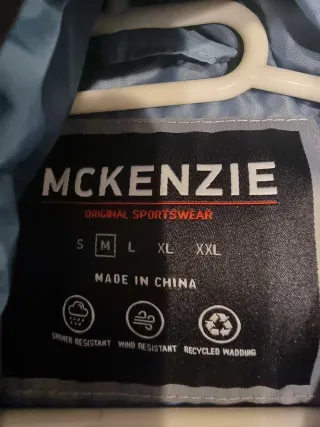 MCKENZIE
ORIGINAL SPORTSWEAR
S M L XL XXL
MADE IN CHINA
SHOWER RESISTANT WIND RESISTANT RECYCLED WADDING